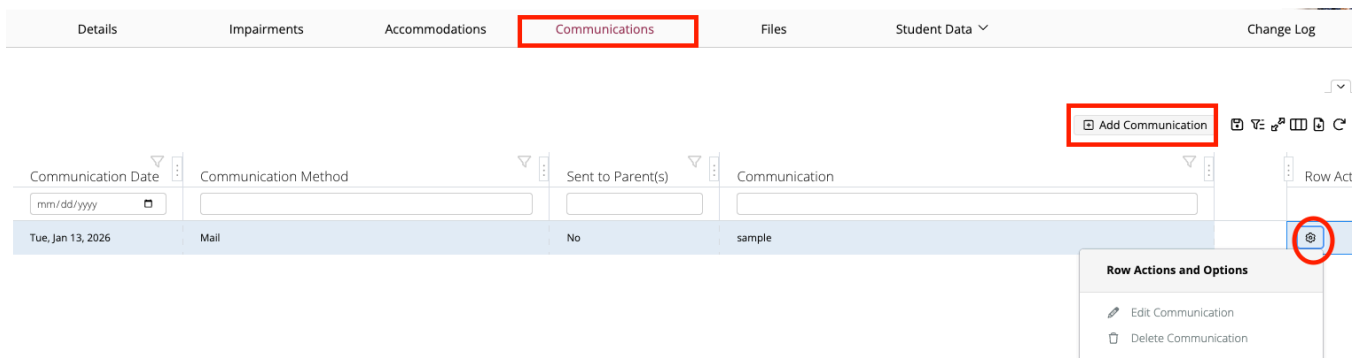 Details Impairments Accommodations Communications Files Student Data Change Log
Add Communication
Communication Date Communication Method Sent to Parent(s) Communication Row Act
mm/dd/yyyy
Tue, Jan 13, 2026 Mail No sample
Row Actions and Options
Edit Communication
Delete Communication